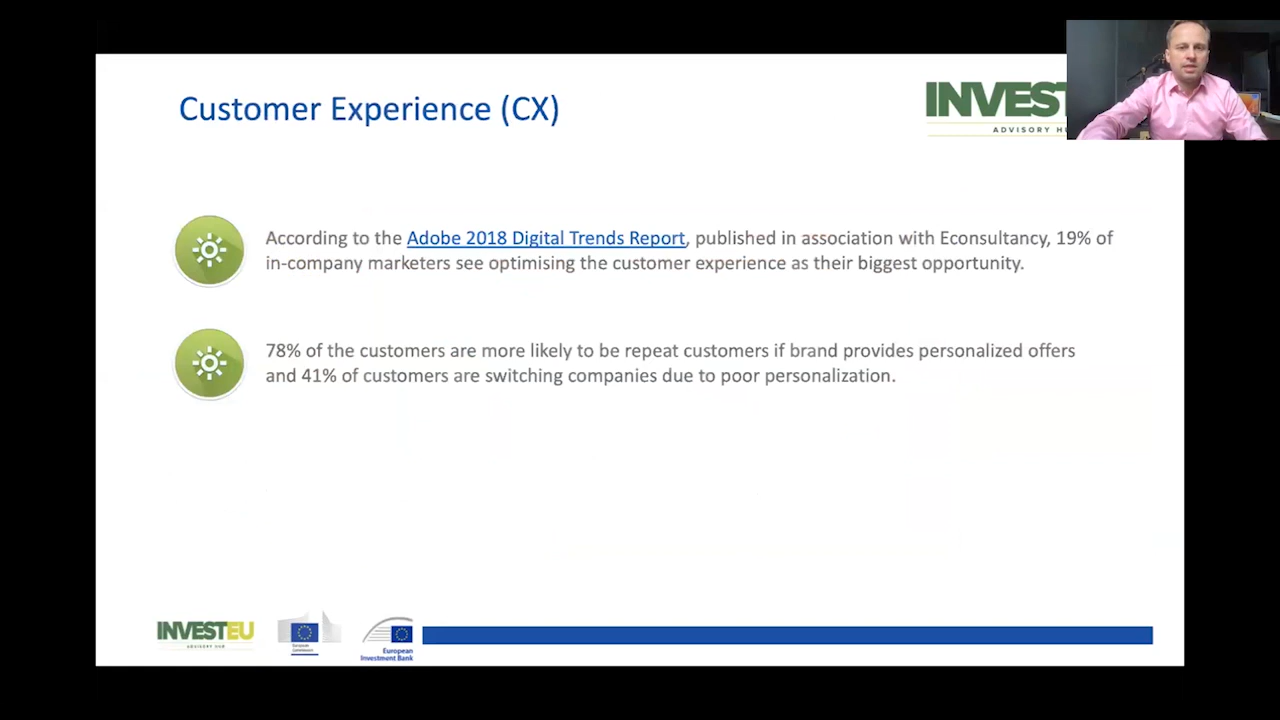 Customer Experience (CX)
INVEST
ADVISORY
According to the Adobe 2018 Digital Trends Report, published in association with Econsultancy, 19% of
in-company marketers see optimising the customer experience as their biggest opportunity.
78% of the customers are more likely to be repeat customers if brand provides personalized offers
and 41% of customers are switching companies due to poor personalization.
INVESTEU
ADVISORY HUB
European
Commission
European
Investment Bank